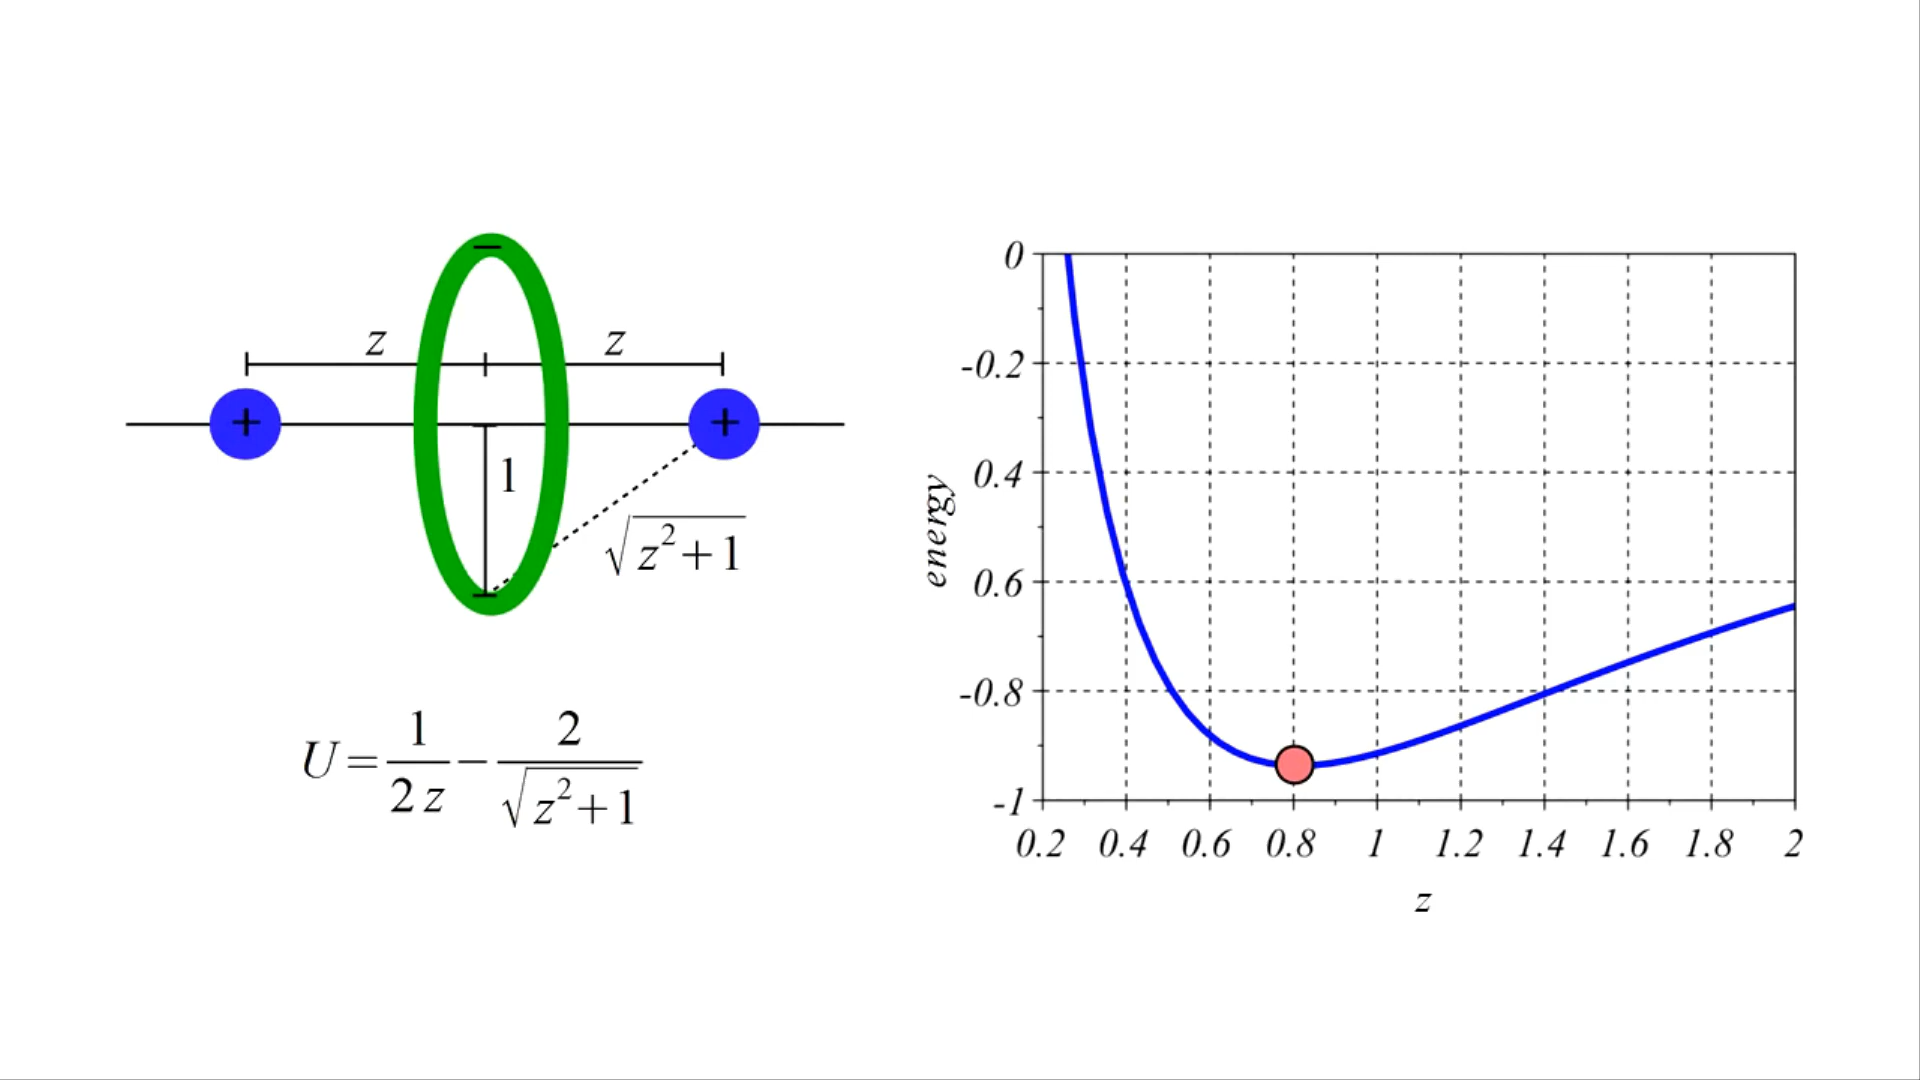 −
z z
+ +
1
√(z²+1)
U = 1/(2z) − 2/√(z²+1)
0
-0.2
0.4
0.6
-0.8
-1
energy
0.2 0.4 0.6 0.8 1 1.2 1.4 1.6 1.8 2
z